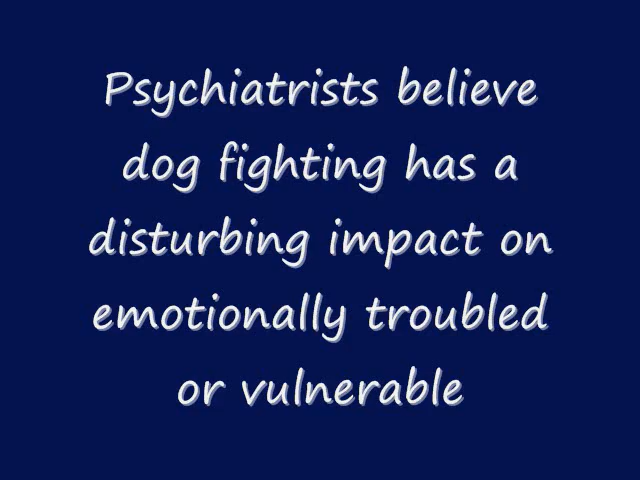 Psychiatrists believe
dog fighting has a
disturbing impact on
emotionally troubled
or vulnerable